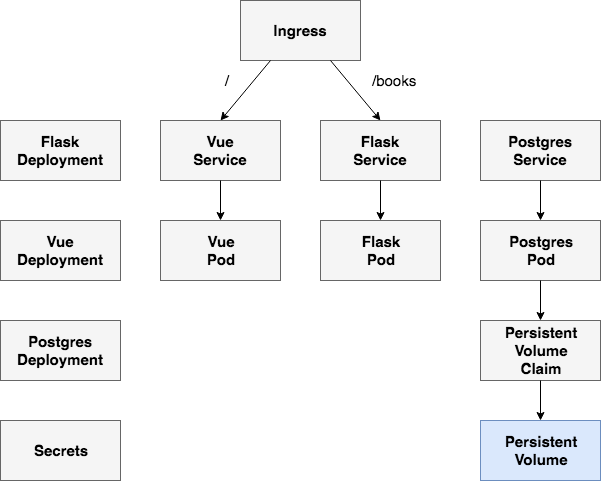 Ingress
/
/books
Flask
Deployment
Vue
Service
Flask
Service
Postgres
Service
Vue
Deployment
Vue
Pod
Flask
Pod
Postgres
Pod
Postgres
Deployment
Persistent
Volume
Claim
Secrets
Persistent
Volume